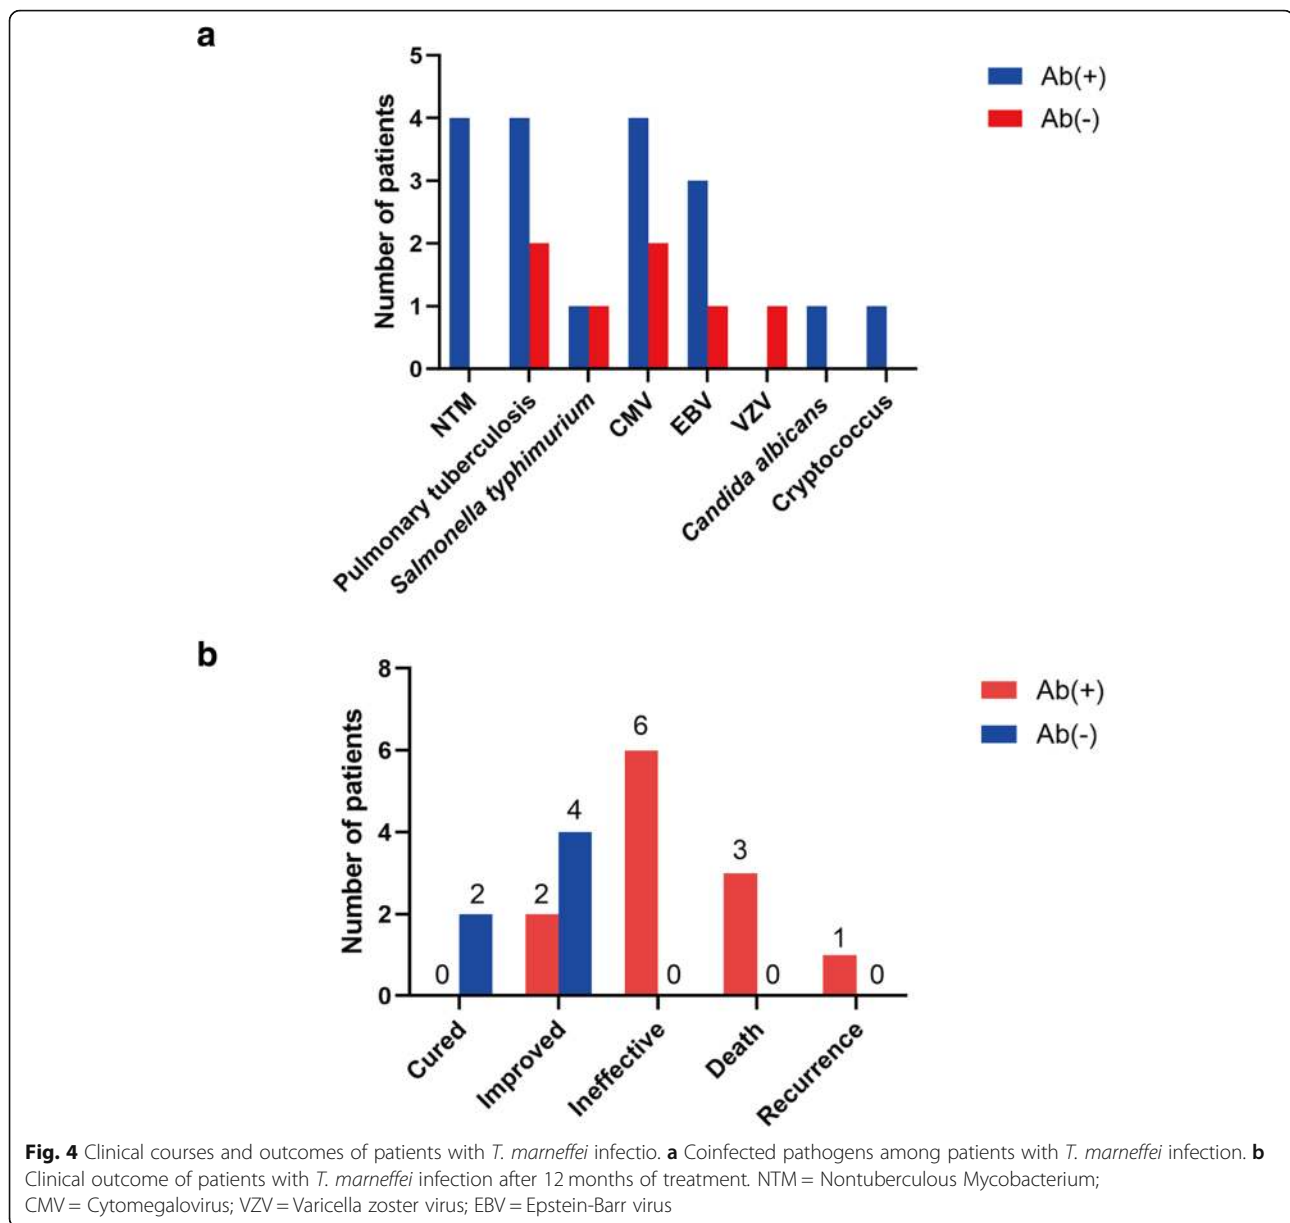 a
5
4
3
2
1
0
Number of patients
Ab(+)
Ab(-)
NTM
Pulmonary tuberculosis
Salmonella typhimurium
CMV
EBV
VZV
Candida albicans
Cryptococcus
b
8
6
4
2
0
Number of patients
Ab(+)
Ab(-)
0
2
2
4
6
0
3
0
1
0
Cured
Improved
Ineffective
Death
Recurrence
Fig. 4 Clinical courses and outcomes of patients with T. marneffei infectio. a Coinfected pathogens among patients with T. marneffei infection. b
Clinical outcome of patients with T. marneffei infection after 12 months of treatment. NTM = Nontuberculous Mycobacterium;
CMV = Cytomegalovirus; VZV = Varicella zoster virus; EBV = Epstein-Barr virus